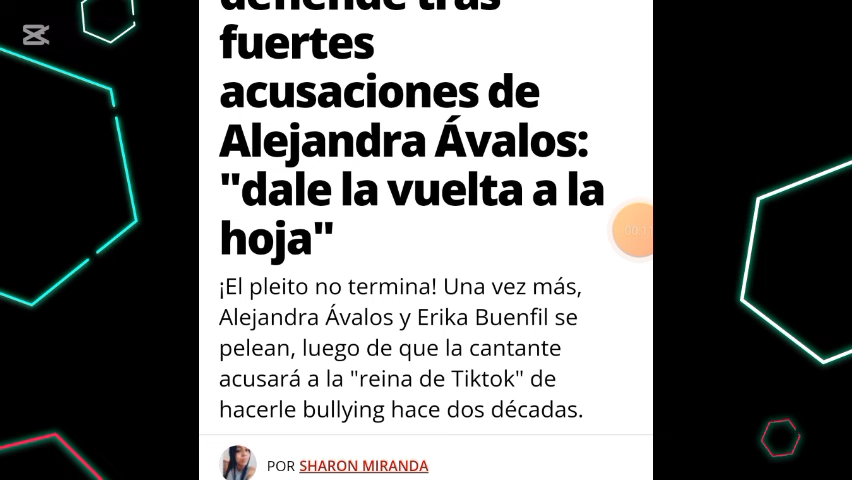 defiende tras
fuertes
acusaciones de
Alejandra Ávalos:
"dale la vuelta a la
hoja"
¡El pleito no termina! Una vez más,
Alejandra Ávalos y Erika Buenfil se
pelean, luego de que la cantante
acusará a la "reina de Tiktok" de
hacerle bullying hace dos décadas.
POR SHARON MIRANDA